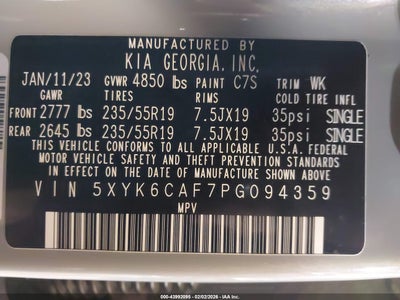 MANUFACTURED BY
KIA GEORGIA, INC.
JAN/11/23 GVWR 4850 lbs PAINT C7S TRIM WK
GAWR TIRES RIMS COLD TIRE INFL
FRONT 2777 lbs 235/55R19 7.5JX19 35psi SINGLE
REAR 2645 lbs 235/55R19 7.5JX19 35psi SINGLE
THIS VEHICLE CONFORMS TO ALL APPLICABLE U.S.A. FEDERAL
MOTOR VEHICLE SAFETY, BUMPER, AND THEFT PREVENTION STANDARDS
IN EFFECT ON THE DATE OF MANUFACTURE SHOWN ABOVE.
VIN 5XYK6CAF7PG094359
MPV
000-43992095 - 02/02/2026 - IAA Inc.